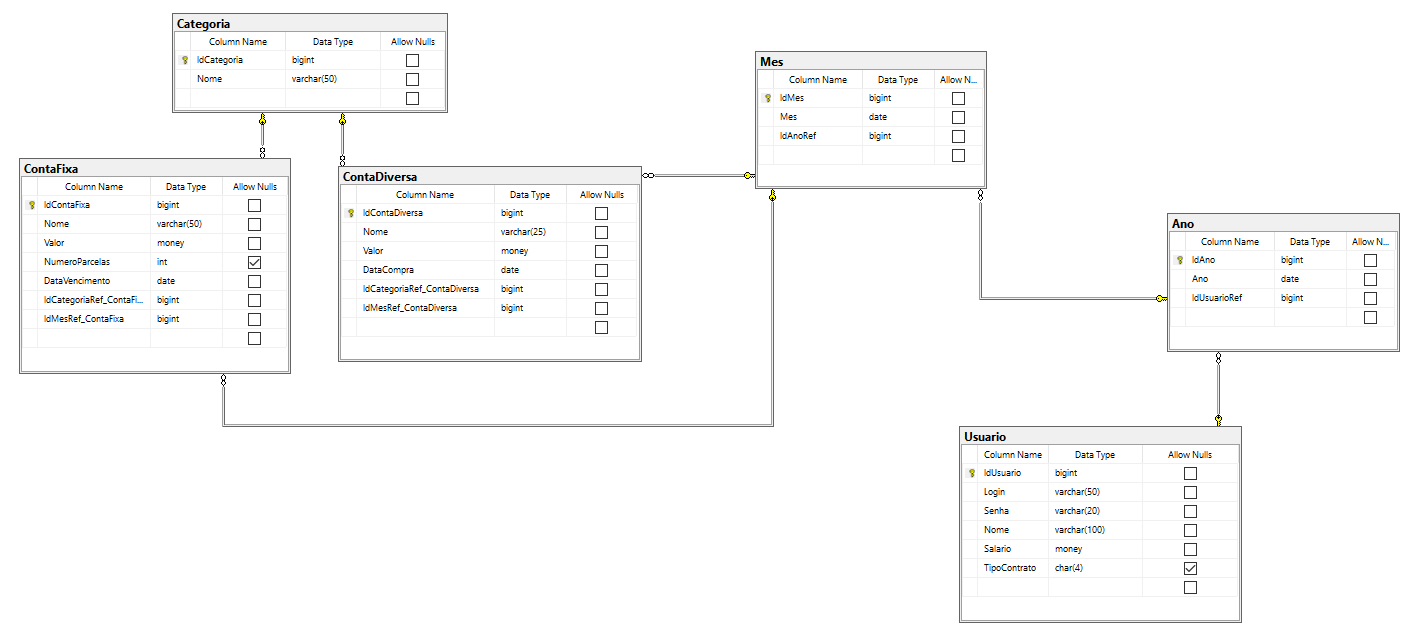 Categoria
Column Name Data Type Allow Nulls
IdCategoria bigint
Nome varchar(50)
Mes
Column Name Data Type Allow N...
IdMes bigint
Mes date
IdAnoRef bigint
ContaFixa
Column Name Data Type Allow Nulls
IdContaFixa bigint
Nome varchar(50)
Valor money
NumeroParcelas int
DataVencimento date
IdCategoriaRef_ContaFi... bigint
IdMesRef_ContaFixa bigint
ContaDiversa
Column Name Data Type Allow Nulls
IdContaDiversa bigint
Nome varchar(25)
Valor money
DataCompra date
IdCategoriaRef_ContaDiversa bigint
IdMesRef_ContaDiversa bigint
Ano
Column Name Data Type Allow N...
IdAno bigint
Ano date
IdUsuarioRef bigint
Usuario
Column Name Data Type Allow Nulls
IdUsuario bigint
Login varchar(50)
Senha varchar(20)
Nome varchar(100)
Salario money
TipoContrato char(4)